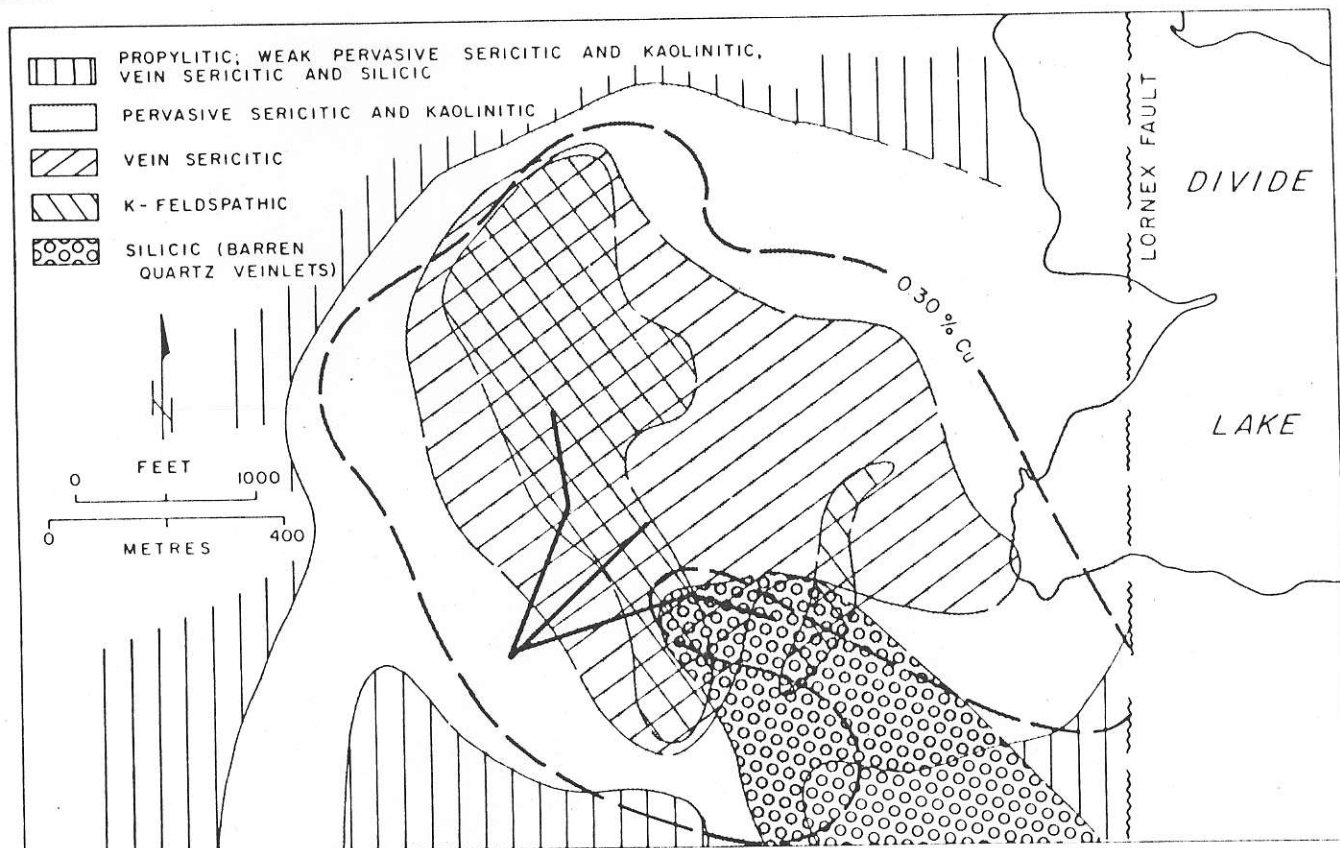 PROPYLITIC; WEAK PERVASIVE SERICITIC AND KAOLINITIC,
VEIN SERICITIC AND SILICIC
PERVASIVE SERICITIC AND KAOLINITIC
VEIN SERICITIC
K-FELDSPATHIC
SILICIC (BARREN
QUARTZ VEINLETS)
FEET
0 1000
0 400
METRES
0.30% Cu
LORNEX FAULT
DIVIDE
LAKE